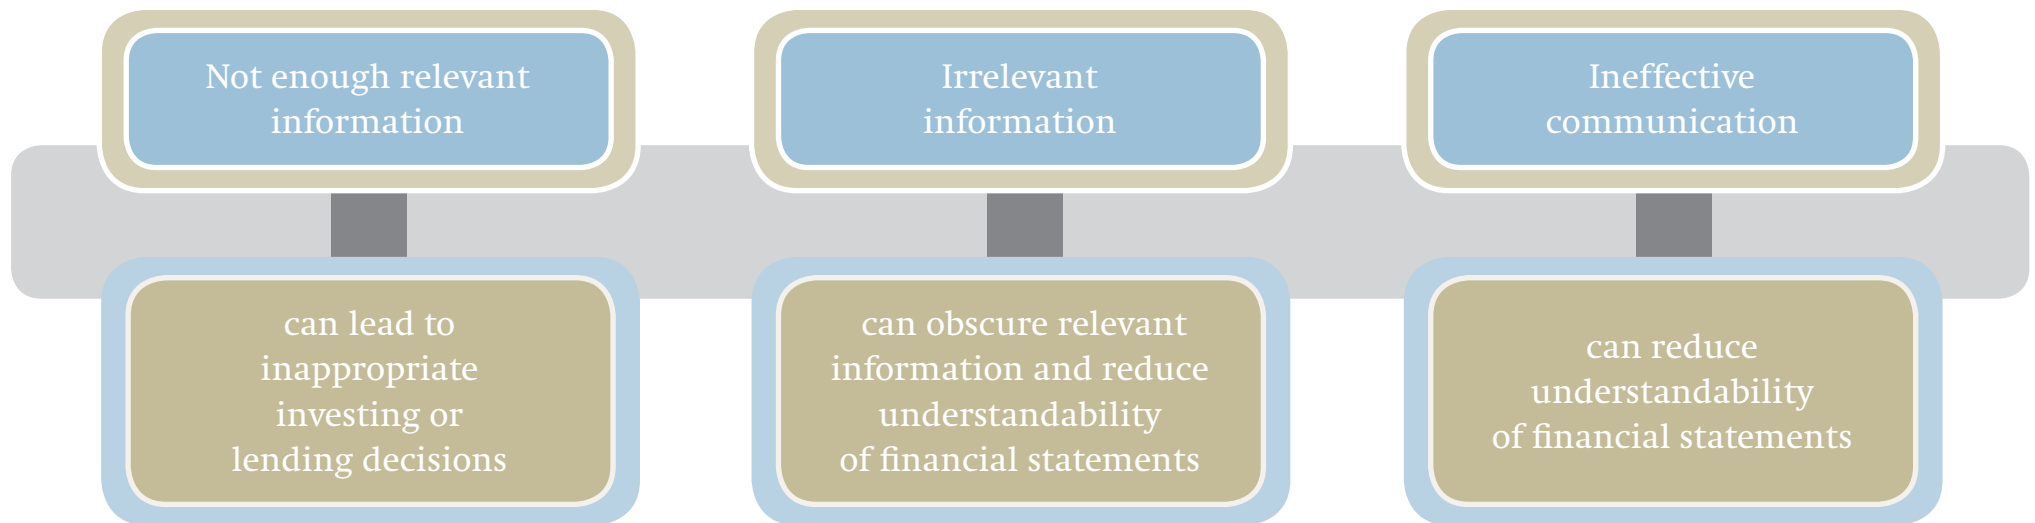 Not enough relevant
information
can lead to
inappropriate
investing or
lending decisions
Irrelevant
information
can obscure relevant
information and reduce
understandability
of financial statements
Ineffective
communication
can reduce
understandability
of financial statements